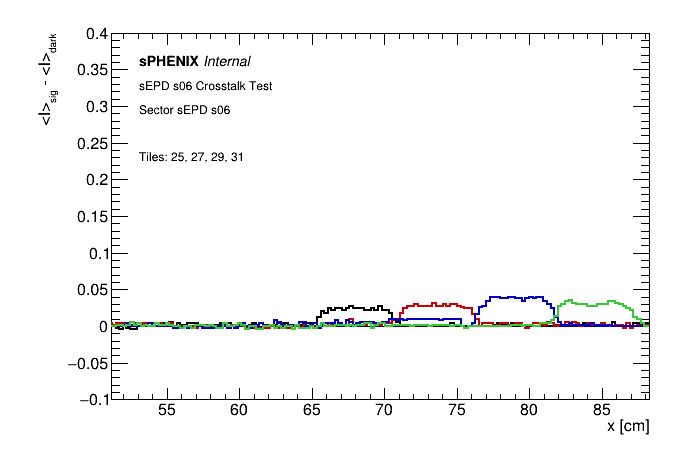 <I>sig - <I>dark
0.4
0.35
0.3
0.25
0.2
0.15
0.1
0.05
0
−0.05
−0.1
sPHENIX Internal
sEPD s06 Crosstalk Test
Sector sEPD s06
Tiles: 25, 27, 29, 31
55 60 65 70 75 80 85
x [cm]